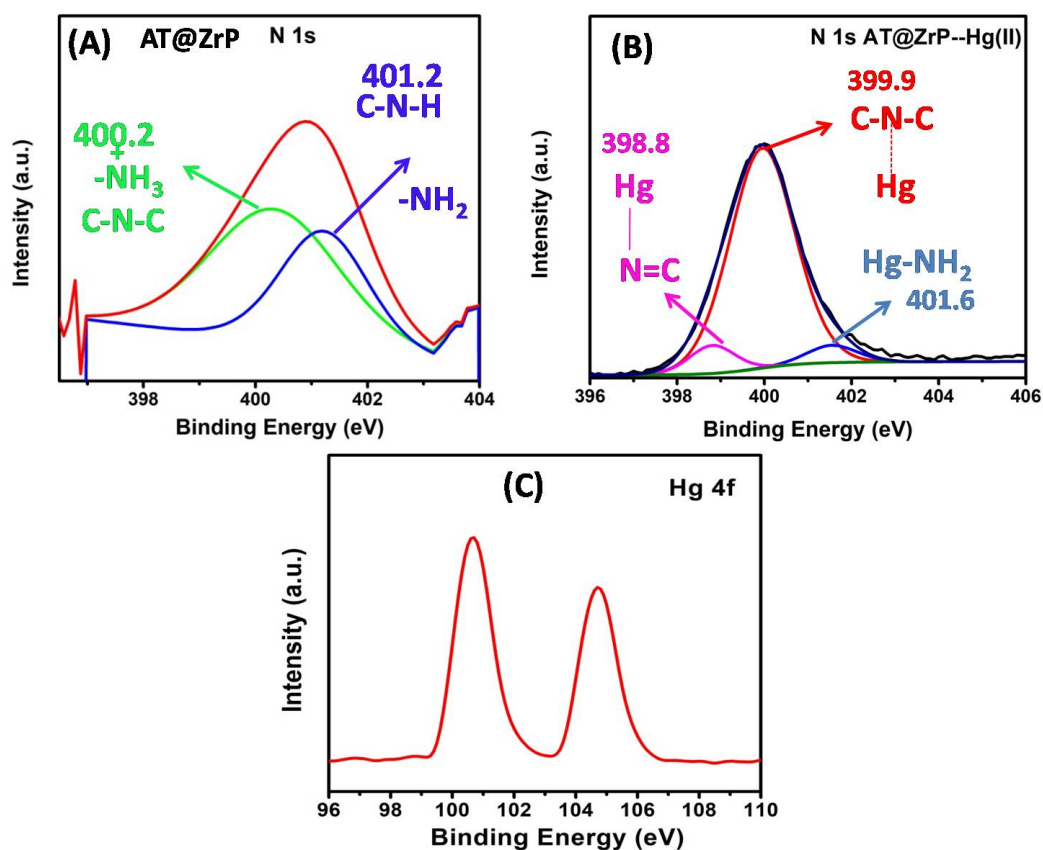 (A) AT@ZrP N 1s
401.2
C-N-H
400.2
+
-NH₃
C-N-C
-NH₂
Intensity (a.u.)
398 400 402 404
Binding Energy (eV)
(B) N 1s AT@ZrP--Hg(II)
399.9
C-N-C
Hg
398.8
Hg
N=C
Hg-NH₂
401.6
Intensity (a.u.)
396 398 400 402 404 406
Binding Energy (eV)
(C) Hg 4f
Intensity (a.u.)
96 98 100 102 104 106 108 110
Binding Energy (eV)